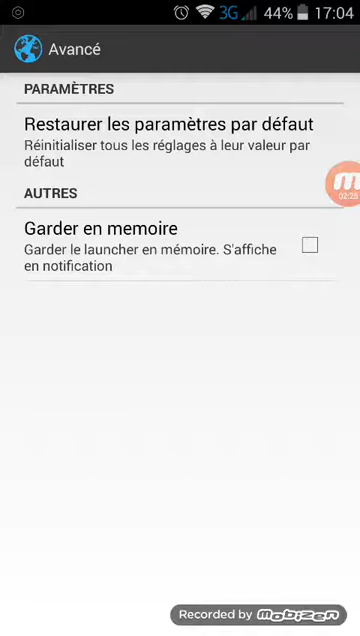 3G 44% 17:04
Avancé
PARAMÈTRES
Restaurer les paramètres par défaut
Réinitialiser tous les réglages à leur valeur par
défaut
AUTRES
02:25
Garder en memoire
Garder le launcher en mémoire. S'affiche
en notification
Recorded by mobizen